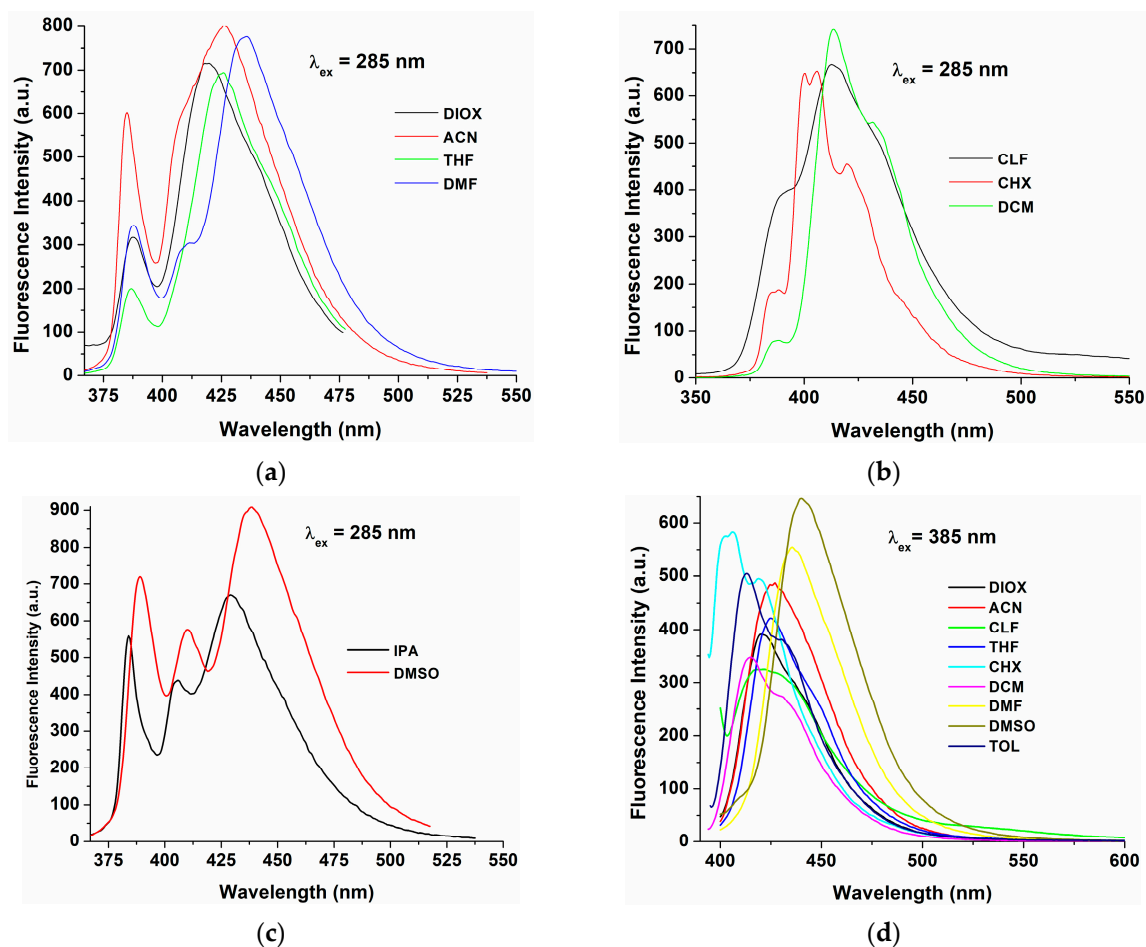 800
700
600
500
400
300
200
100
0
Fluorescence Intensity (a.u.)
λex = 285 nm
DIOX
ACN
THF
DMF
375 400 425 450 475 500 525 550
Wavelength (nm)
(a)
700
600
500
400
300
200
100
0
Fluorescence Intensity (a.u.)
λex = 285 nm
CLF
CHX
DCM
350 400 450 500 550
Wavelength (nm)
(b)
900
800
700
600
500
400
300
200
100
0
Fluorescence Intensity (a.u.)
λex = 285 nm
IPA
DMSO
375 400 425 450 475 500 525 550
Wavelength (nm)
(c)
600
500
400
300
200
100
0
Fluorescence Intensity (a.u.)
λex = 385 nm
DIOX
ACN
CLF
THF
CHX
DCM
DMF
DMSO
TOL
400 450 500 550 600
Wavelength (nm)
(d)